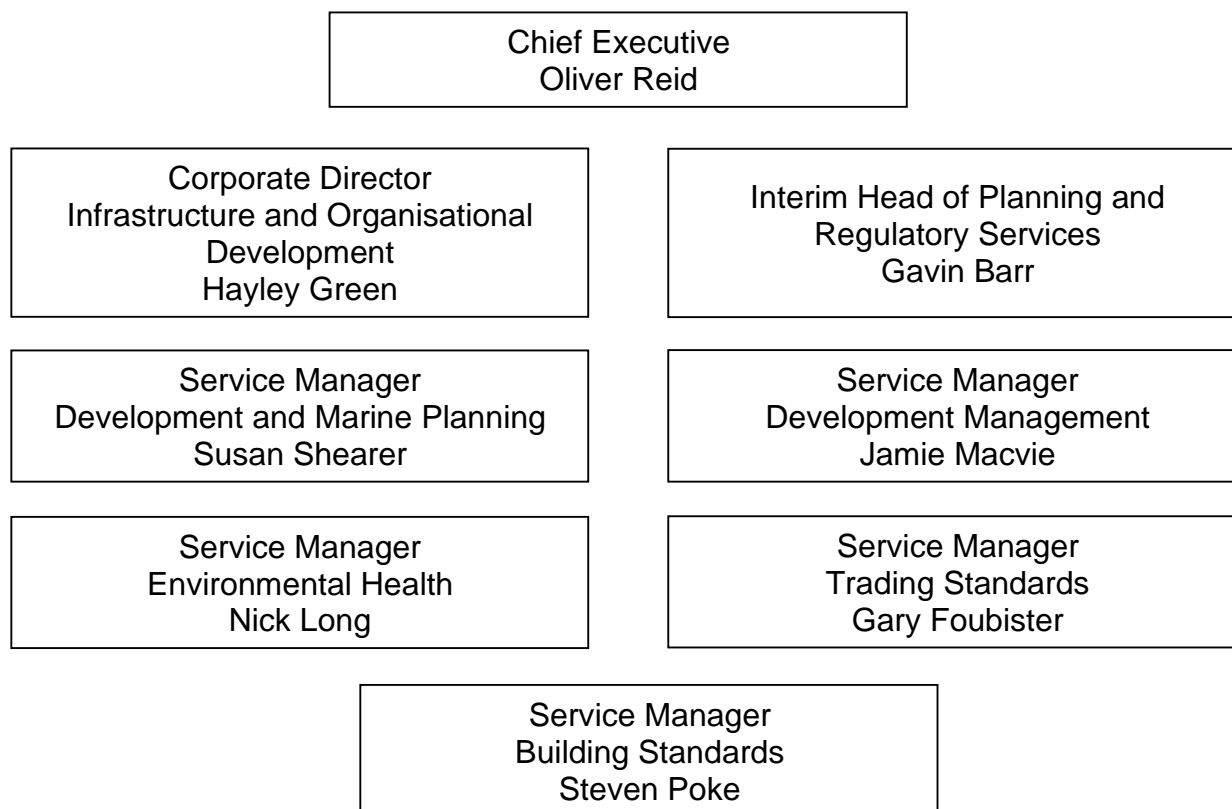 Chief Executive
Oliver Reid
Corporate Director
Infrastructure and Organisational
Development
Hayley Green
Interim Head of Planning and
Regulatory Services
Gavin Barr
Service Manager
Development and Marine Planning
Susan Shearer
Service Manager
Development Management
Jamie Macvie
Service Manager
Environmental Health
Nick Long
Service Manager
Trading Standards
Gary Foubister
Service Manager
Building Standards
Steven Poke